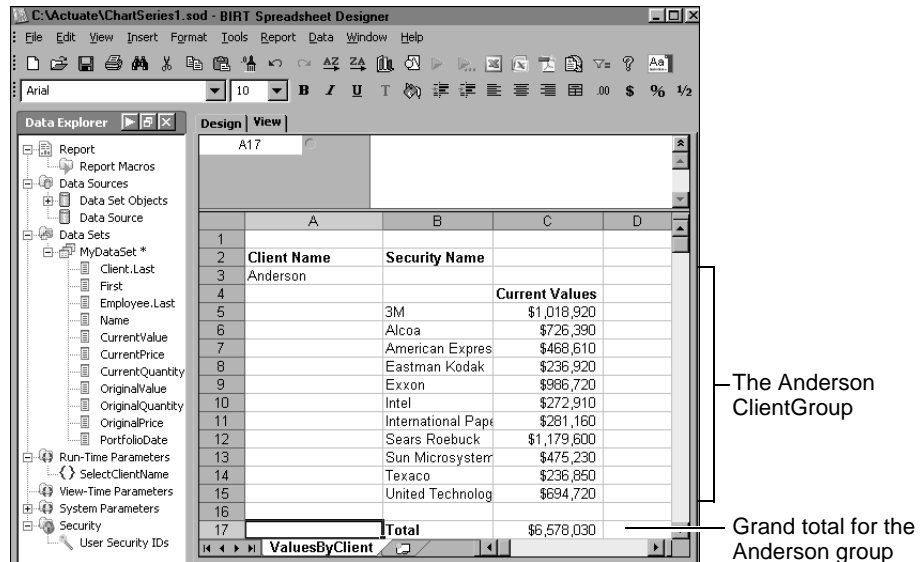 C:\Actuate\ChartSeries1.sod - BIRT Spreadsheet Designer
File Edit View Insert Format Tools Report Data Window Help
Arial 10 B I U T .00 $ % 1/2
Data Explorer
Report
Report Macros
Data Sources
Data Set Objects
Data Source
Data Sets
MyDataSet *
Client.Last
First
Employee.Last
Name
CurrentValue
CurrentPrice
CurrentQuantity
OriginalValue
OriginalQuantity
OriginalPrice
PortfolioDate
Run-Time Parameters
SelectClientName
View-Time Parameters
System Parameters
Security
User Security IDs
Design View
A17
A B C D
1
2 Client Name Security Name
3 Anderson
4 Current Values
5 3M $1,018,920
6 Alcoa $726,390
7 American Expres $468,610
8 Eastman Kodak $236,920
9 Exxon $986,720
10 Intel $272,910
11 International Pape $281,160
12 Sears Roebuck $1,179,600
13 Sun Microsystem $475,230
14 Texaco $236,850
15 United Technolog $694,720
16
17 Total $6,578,030
ValuesByClient
The Anderson
ClientGroup
Grand total for the
Anderson group